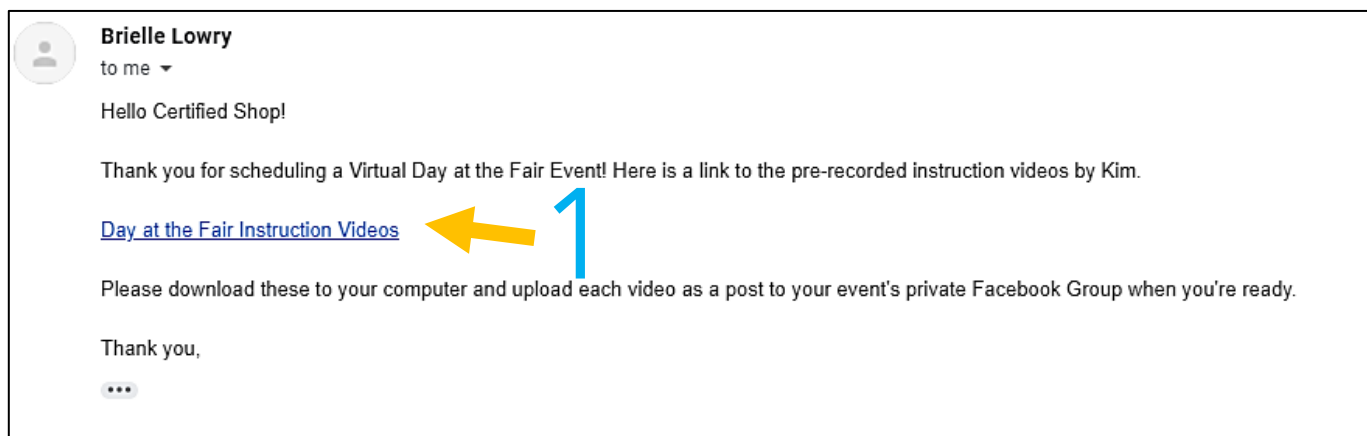 Brielle Lowry
to me
Hello Certified Shop!
Thank you for scheduling a Virtual Day at the Fair Event! Here is a link to the pre-recorded instruction videos by Kim.
Day at the Fair Instruction Videos
1
Please download these to your computer and upload each video as a post to your event's private Facebook Group when you're ready.
Thank you,